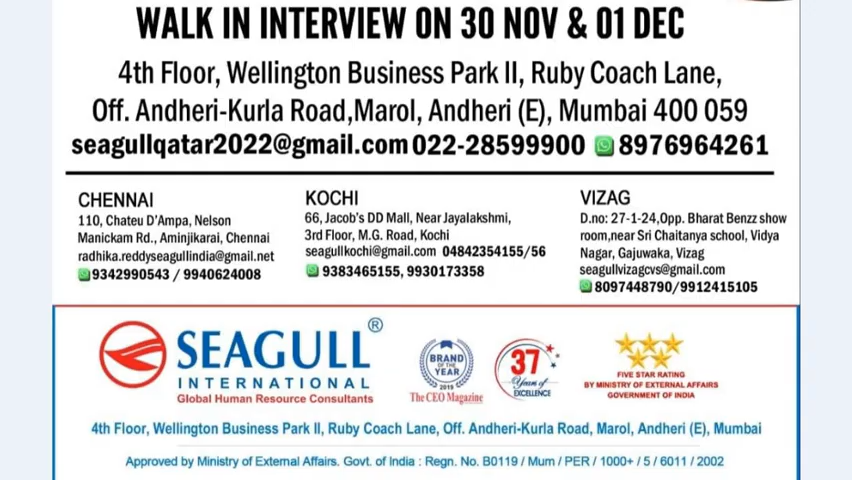 WALK IN INTERVIEW ON 30 NOV & 01 DEC
4th Floor, Wellington Business Park II, Ruby Coach Lane,
Off. Andheri-Kurla Road,Marol, Andheri (E), Mumbai 400 059
seagullqatar2022@gmail.com 022-28599900 8976964261
CHENNAI
110, Chateu D'Ampa, Nelson
Manickam Rd., Aminjikarai, Chennai
radhika.reddyseagullindia@gmail.net
9342990543 / 9940624008
KOCHI
66, Jacob's DD Mall, Near Jayalakshmi,
3rd Floor, M.G. Road, Kochi
seagullkochi@gmail.com 04842354155/56
9383465155, 9930173358
VIZAG
D.no: 27-1-24,Opp. Bharat Benzz show
room,near Sri Chaitanya school, Vidya
Nagar, Gajuwaka, Vizag
seagullvizagcvs@gmail.com
8097448790/9912415105
SEAGULL ®
INTERNATIONAL
Global Human Resource Consultants
BRAND
OF THE
YEAR
2019
The CEO Magazine
37
Years of
EXCELLENCE
FIVE STAR RATING
BY MINISTRY OF EXTERNAL AFFAIRS
GOVERNMENT OF INDIA
4th Floor, Wellington Business Park II, Ruby Coach Lane, Off. Andheri-Kurla Road, Marol, Andheri (E), Mumbai
Approved by Ministry of External Affairs. Govt. of India : Regn. No. B0119 / Mum / PER / 1000+ / 5 / 6011 / 2002